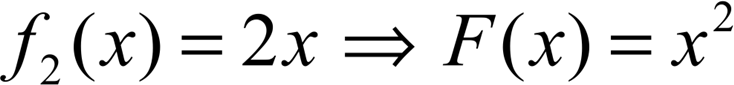 f₂(x) = 2x ⇒ F(x) = x²